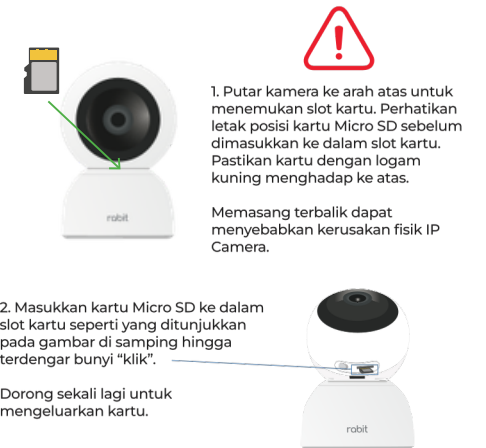 1. Putar kamera ke arah atas untuk
menemukan slot kartu. Perhatikan
letak posisi kartu Micro SD sebelum
dimasukkan ke dalam slot kartu.
Pastikan kartu dengan logam
kuning menghadap ke atas.
Memasang terbalik dapat
menyebabkan kerusakan fisik IP
Camera.
robit
2. Masukkan kartu Micro SD ke dalam
slot kartu seperti yang ditunjukkan
pada gambar di samping hingga
terdengar bunyi “klik”.
Dorong sekali lagi untuk
mengeluarkan kartu.
robit